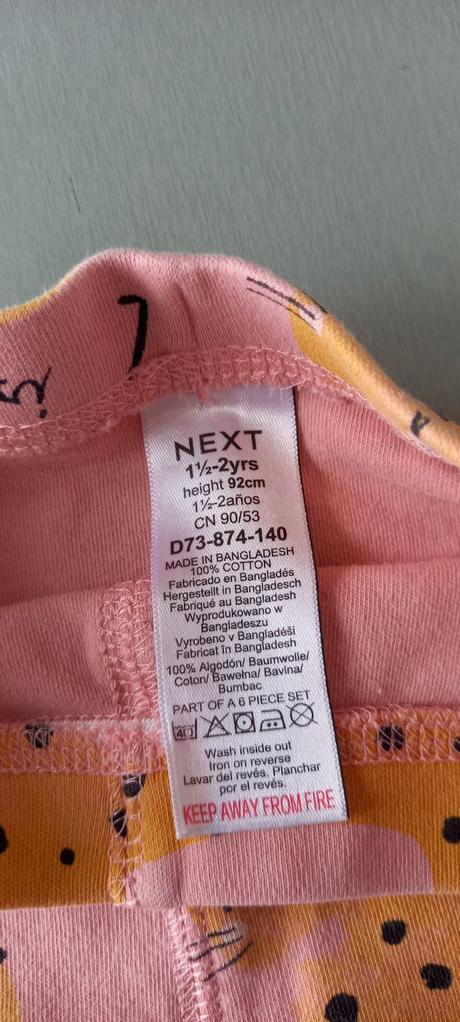 NEXT
1½-2yrs
height 92cm
1½-2años
CN 90/53
D73-874-140
MADE IN BANGLADESH
100% COTTON
Fabricado en Bangladés
Hergestellt in Bangladesch
Fabriqué au Bangladesh
Wyprodukowano w
Bangladeszu
Vyrobeno v Bangladéši
Fabricat în Bangladesh
100% Algodón/ Baumwolle/
Coton/ Bawełna/ Bavlna/
Bumbac
PART OF A 6 PIECE SET
40
Wash inside out
Iron on reverse
Lavar del revés. Planchar
por el revés.
KEEP AWAY FROM FIRE